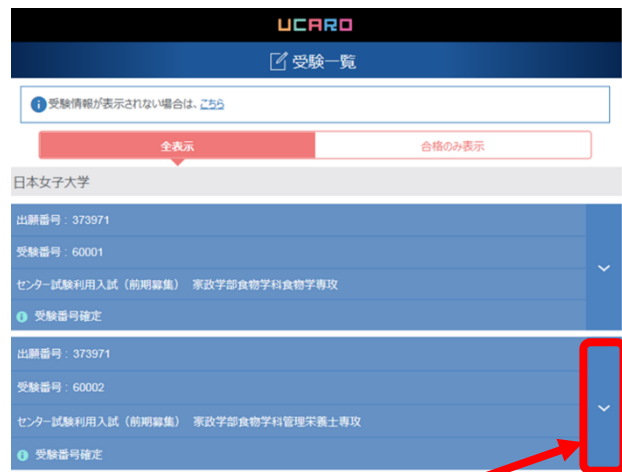 UCARO
受験一覧
受験情報が表示されない場合は、こちら
全表示
合格のみ表示
日本女子大学
出願番号：373971
受験番号：60001
センター試験利用入試（前期募集） 家政学部食物学科食物学専攻
受験番号確定
出願番号：373971
受験番号：60002
センター試験利用入試（前期募集） 家政学部食物学科管理栄養士専攻
受験番号確定